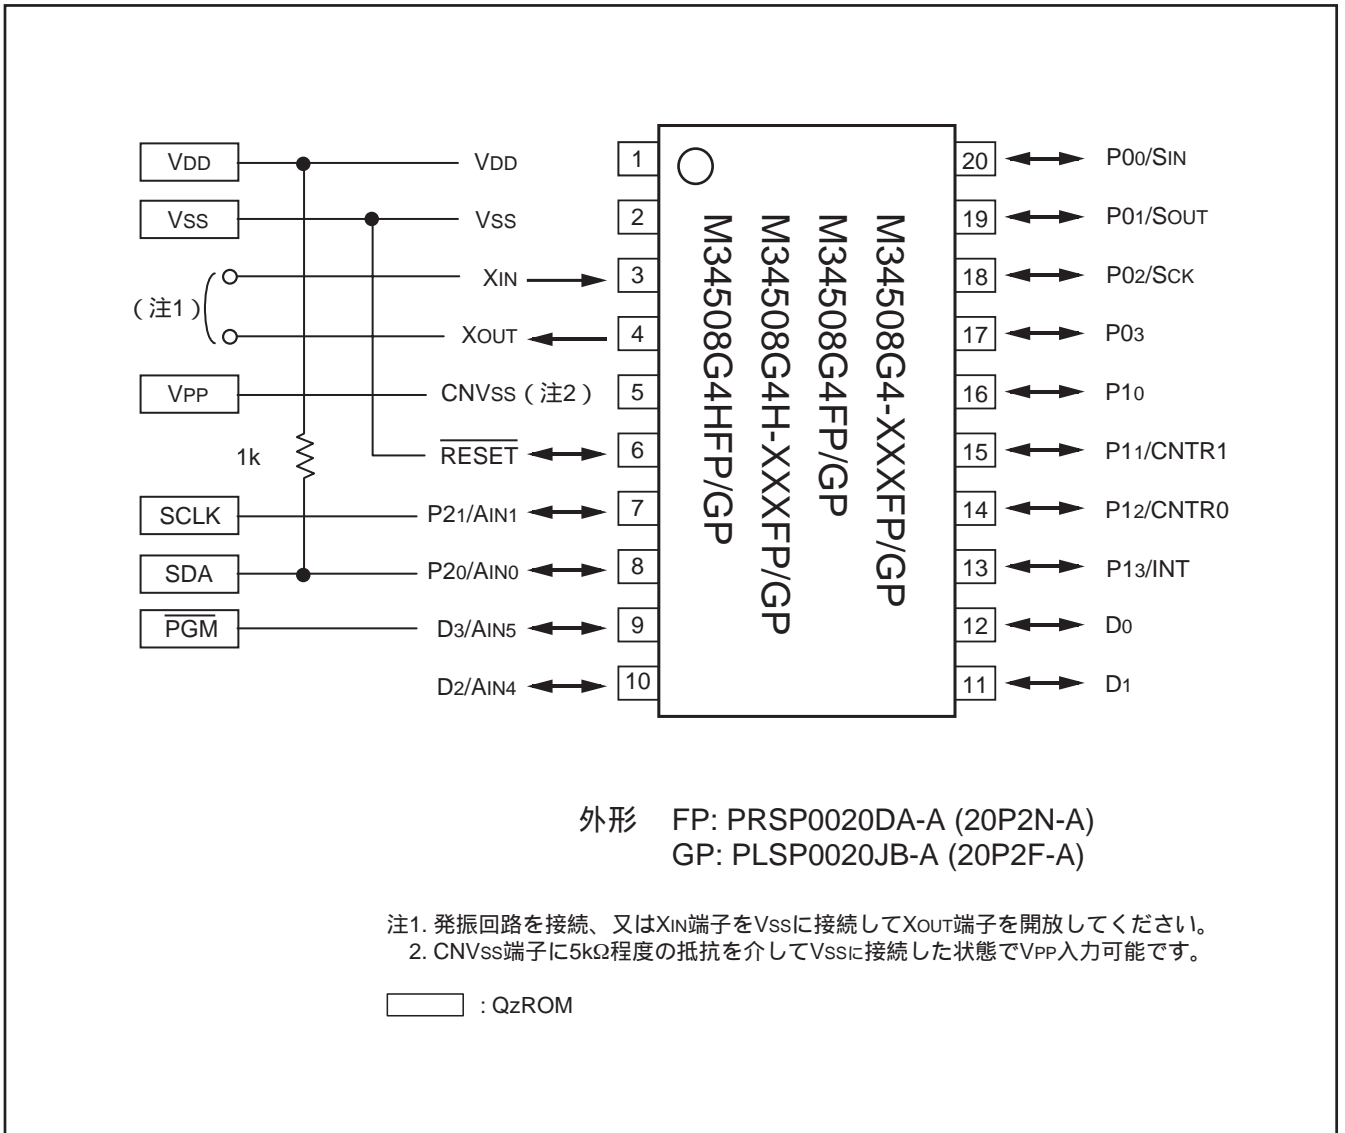 VDD VDD 1 20 P00/SIN
VSS VSS 2 19 P01/SOUT
XIN 3 18 P02/SCK
(注1)
XOUT 4 17 P03
VPP CNVSS(注2) 5 16 P10
1k RESET 6 15 P11/CNTR1
SCLK P21/AIN1 7 14 P12/CNTR0
SDA P20/AIN0 8 13 P13/INT
PGM D3/AIN5 9 12 D0
D2/AIN4 10 11 D1
M34508G4-XXXFP/GP
M34508G4FP/GP
M34508G4H-XXXFP/GP
M34508G4HFP/GP
外形 FP: PRSP0020DA-A (20P2N-A)
GP: PLSP0020JB-A (20P2F-A)
注1. 発振回路を接続、又はXIN端子をVSSに接続してXOUT端子を開放してください。
2. CNVSS端子に5kΩ程度の抵抗を介してVSSに接続した状態でVPP入力可能です。
: QzROM